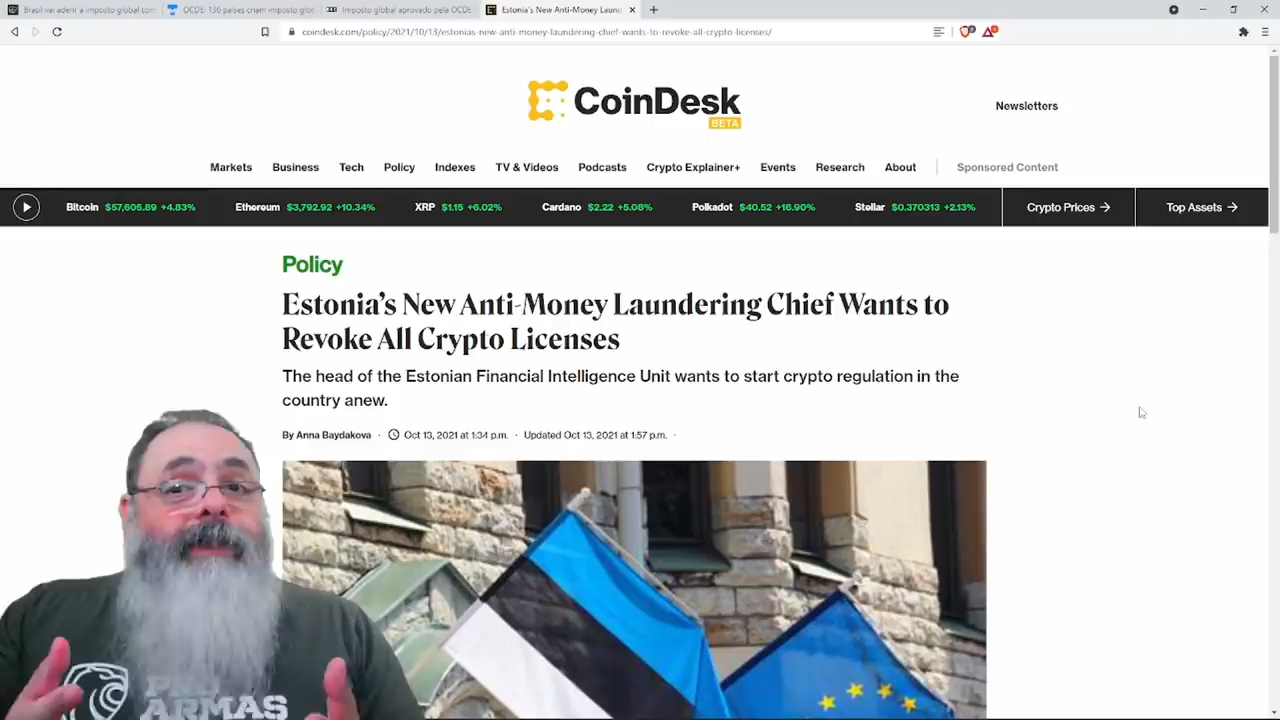 Brasil vai aderir a imposto global com
OCDE: 136 países criam imposto glob
Imposto global aprovado pela OCDE
Estonia's New Anti-Money Laund
coindesk.com/policy/2021/10/13/estonias-new-anti-money-laundering-chief-wants-to-revoke-all-crypto-licenses/
CoinDesk
BETA
Newsletters
Markets Business Tech Policy Indexes TV & Videos Podcasts Crypto Explainer+ Events Research About Sponsored Content
Bitcoin $57,605.89 +4.83% Ethereum $3,792.92 +10.34% XRP $1.15 +6.02% Cardano $2.22 +5.08% Polkadot $40.52 +16.90% Stellar $0.370313 +2.13% Crypto Prices → Top Assets →
Policy
Estonia's New Anti-Money Laundering Chief Wants to
Revoke All Crypto Licenses
The head of the Estonian Financial Intelligence Unit wants to start crypto regulation in the
country anew.
By Anna Baydakova · Oct 13, 2021 at 1:34 p.m. · Updated Oct 13, 2021 at 1:57 p.m. ·
ARMAS